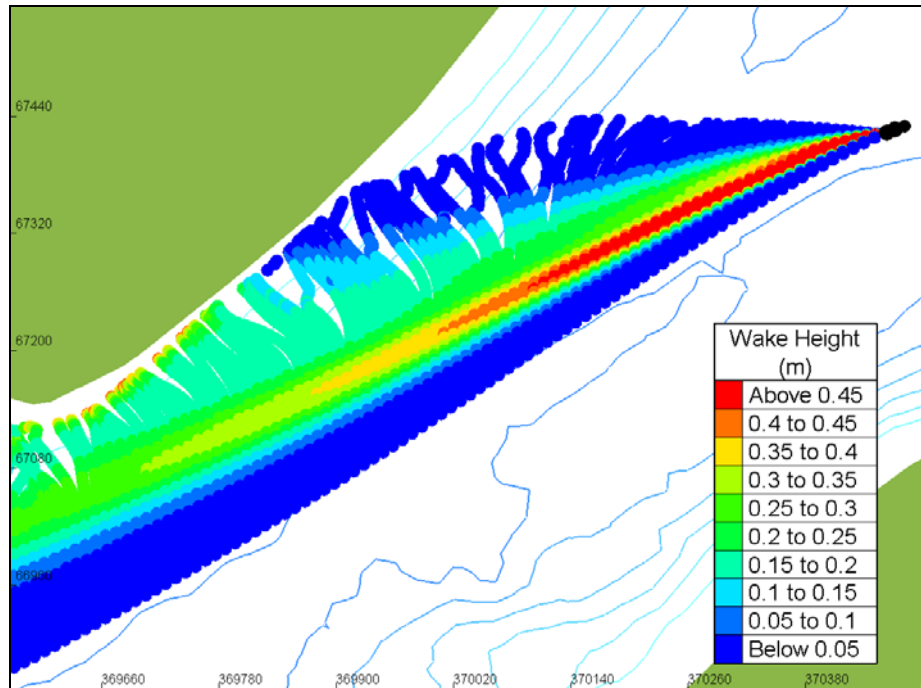 67440
67320
67200
67080
66960
369660
369780
369900
370020
370140
370260
370380
Wake Height
(m)
Above 0.45
0.4 to 0.45
0.35 to 0.4
0.3 to 0.35
0.25 to 0.3
0.2 to 0.25
0.15 to 0.2
0.1 to 0.15
0.05 to 0.1
Below 0.05